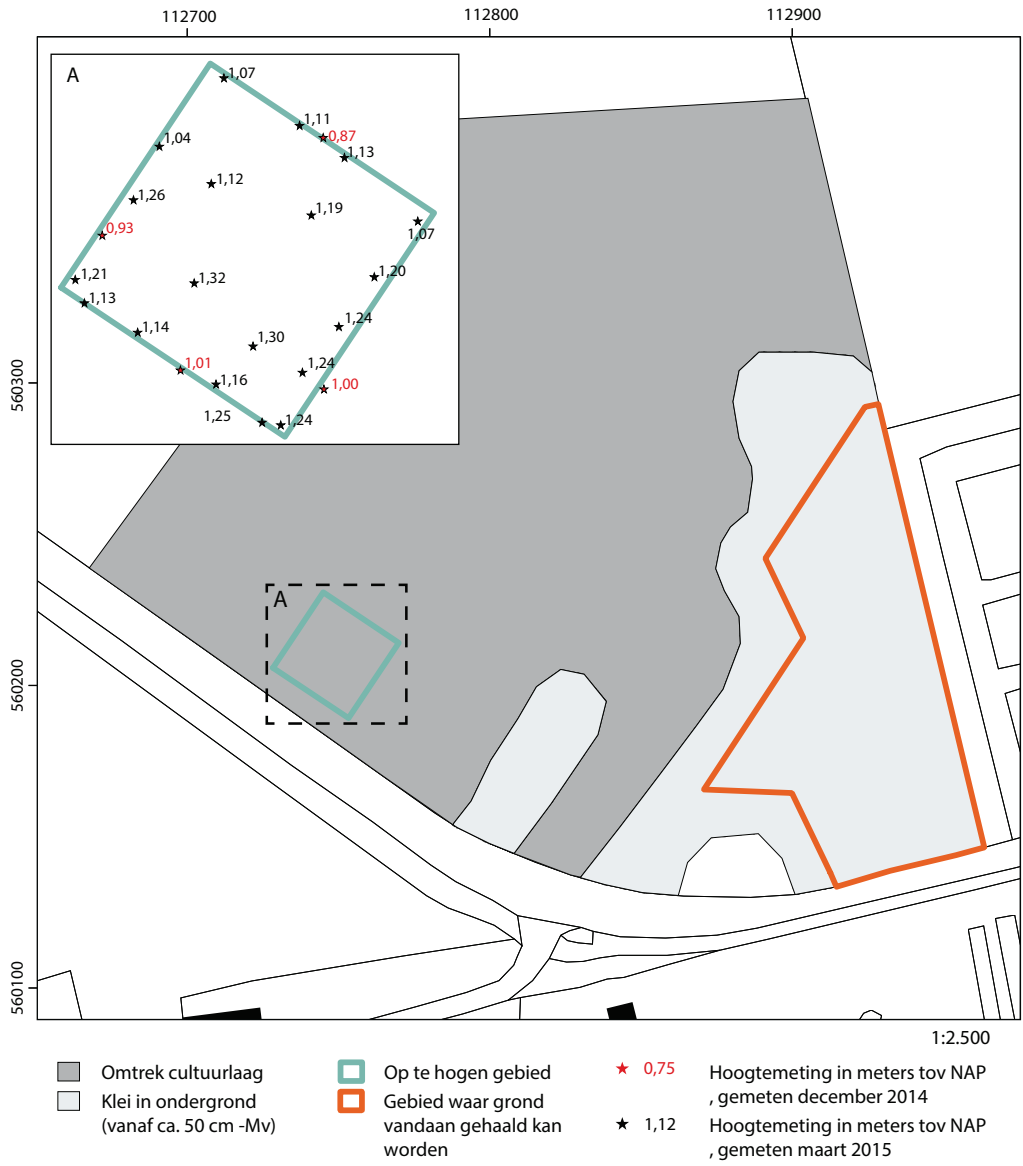 112700
112800
112900
A
1,07
1,11
0,87
1,13
1,04
1,12
1,26
1,19
0,93
1,07
1,21
1,20
1,32
1,13
1,24
1,14
1,30
1,01
1,24
1,16
1,00
1,25
1,24
560300
A
560200
560100
1:2.500
Omtrek cultuurlaag
Klei in ondergrond
(vanaf ca. 50 cm -Mv)
Op te hogen gebied
Gebied waar grond
vandaan gehaald kan
worden
0,75
Hoogtemeting in meters tov NAP
, gemeten december 2014
1,12
Hoogtemeting in meters tov NAP
, gemeten maart 2015